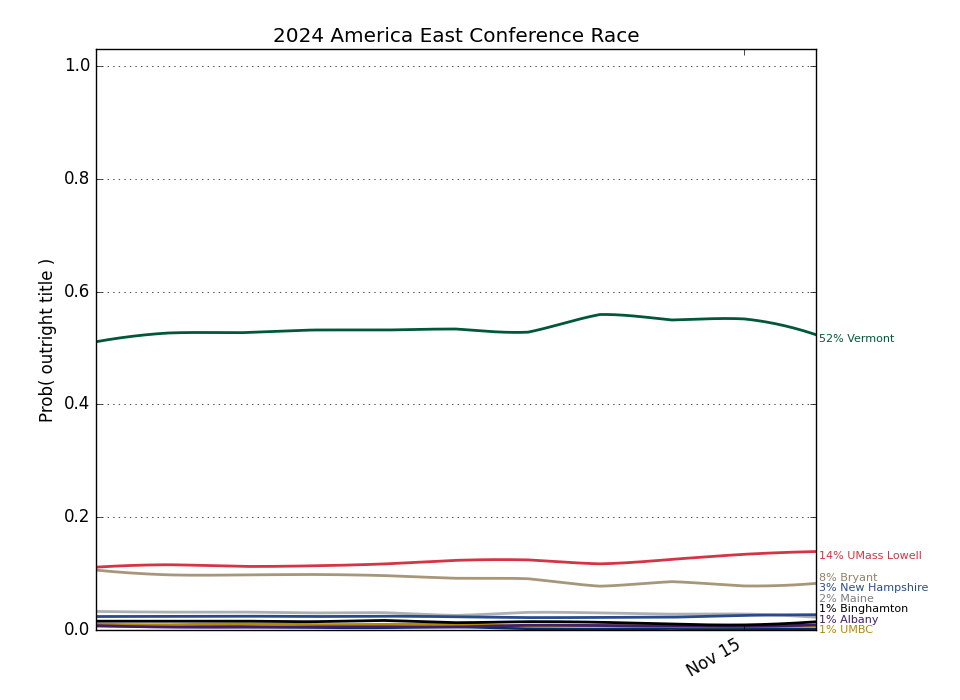 2024 America East Conference Race
Prob( outright title )
1.0
0.8
0.6
0.4
0.2
0.0
52% Vermont
14% UMass Lowell
8% Bryant
3% New Hampshire
2% Maine
1% Binghamton
1% Albany
1% UMBC
Nov 15